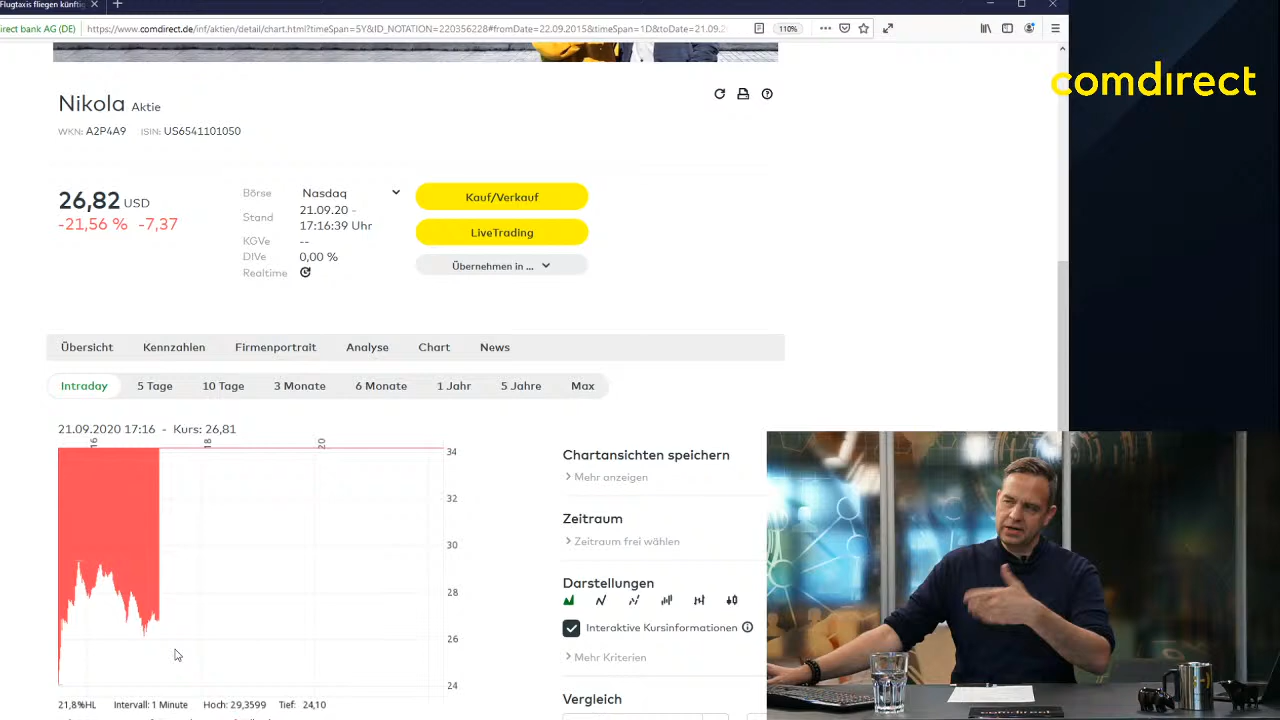 Flugtaxis fliegen künftig
direct bank AG (DE)
https://www.comdirect.de/inf/aktien/detail/chart.html?timeSpan=5Y&ID_NOTATION=220356228#fromDate=22.09.2015&timeSpan=1D&toDate=21.09.2
110%
comdirect
Nikola Aktie
WKN: A2P4A9 ISIN: US6541101050
26,82 USD
-21,56 % -7,37
Börse Nasdaq
Stand 21.09.20 -
17:16:39 Uhr
KGVe --
DIVe 0,00 %
Realtime
Kauf/Verkauf
LiveTrading
Übernehmen in ...
Übersicht Kennzahlen Firmenportrait Analyse Chart News
Intraday 5 Tage 10 Tage 3 Monate 6 Monate 1 Jahr 5 Jahre Max
21.09.2020 17:16 - Kurs: 26,81
16 18 20
34
32
30
28
26
24
21,8%HL Intervall: 1 Minute Hoch: 29,3599 Tief: 24,10
Chartansichten speichern
Mehr anzeigen
Zeitraum
Zeitraum frei wählen
Darstellungen
Interaktive Kursinformationen
Mehr Kriterien
Vergleich
comdirect